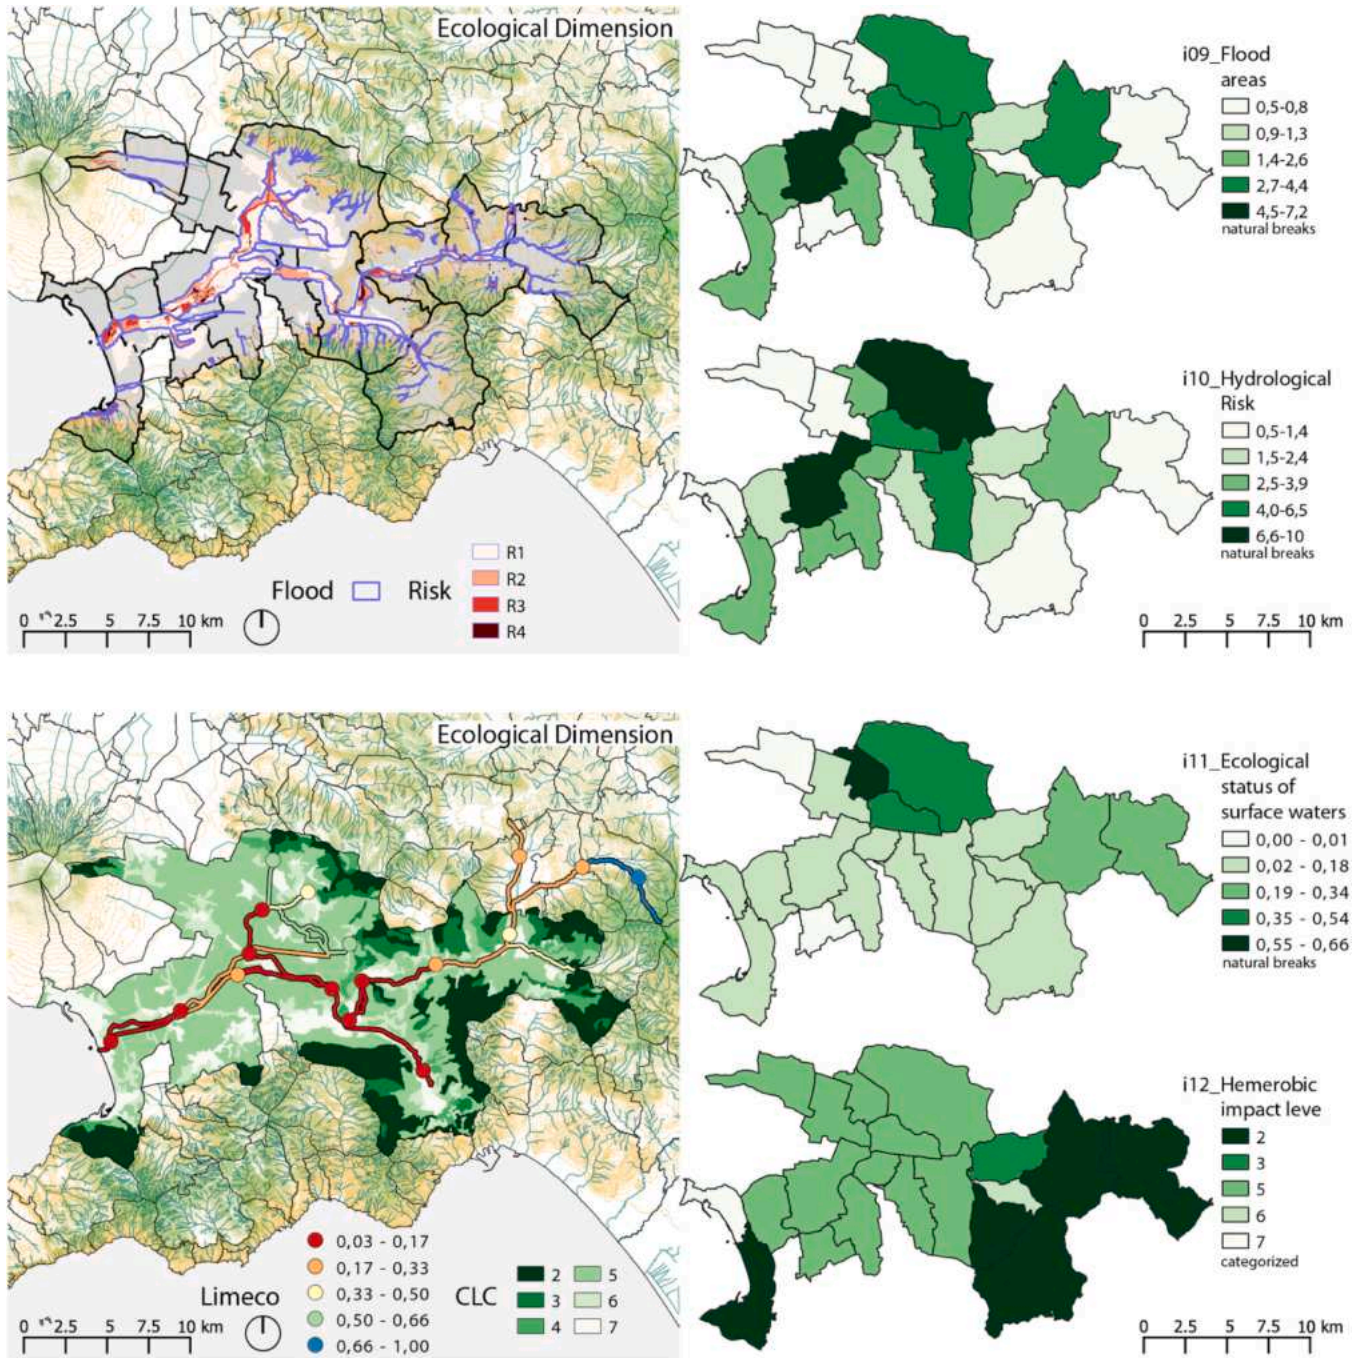 Ecological Dimension
Flood Risk
R1
R2
R3
R4
0 2.5 5 7.5 10 km
i09_Flood
areas
0,5-0,8
0,9-1,3
1,4-2,6
2,7-4,4
4,5-7,2
natural breaks
i10_Hydrological
Risk
0,5-1,4
1,5-2,4
2,5-3,9
4,0-6,5
6,6-10
natural breaks
0 2.5 5 7.5 10 km
Ecological Dimension
Limeco
0,03 - 0,17
0,17 - 0,33
0,33 - 0,50
0,50 - 0,66
0,66 - 1,00
CLC
2 5
3 6
4 7
0 2.5 5 7.5 10 km
i11_Ecological
status of
surface waters
0,00 - 0,01
0,02 - 0,18
0,19 - 0,34
0,35 - 0,54
0,55 - 0,66
natural breaks
i12_Hemerobic
impact leve
2
3
5
6
7
categorized
0 2.5 5 7.5 10 km